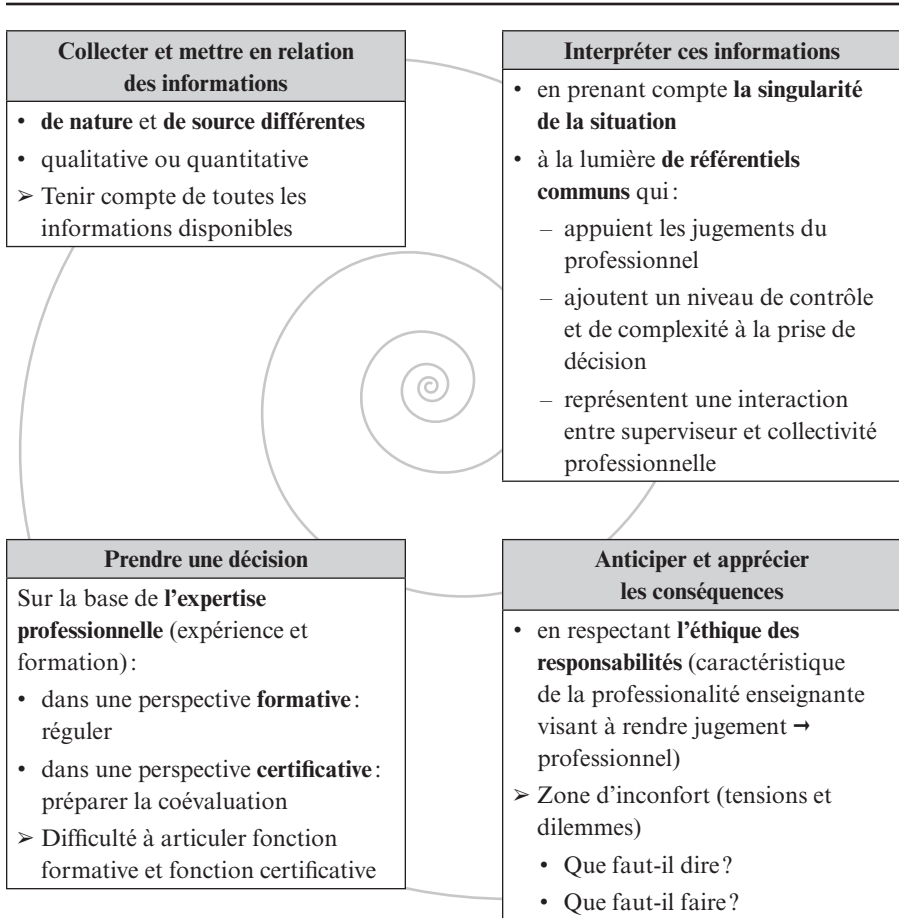 Collecter et mettre en relation
des informations
• de nature et de source différentes
• qualitative ou quantitative
➢ Tenir compte de toutes les
informations disponibles
Interpréter ces informations
• en prenant compte la singularité
de la situation
• à la lumière de référentiels
communs qui :
– appuient les jugements du
professionnel
– ajoutent un niveau de contrôle
et de complexité à la prise de
décision
– représentent une interaction
entre superviseur et collectivité
professionnelle
Prendre une décision
Sur la base de l'expertise
professionnelle (expérience et
formation) :
• dans une perspective formative :
réguler
• dans une perspective certificative :
préparer la coévaluation
➢ Difficulté à articuler fonction
formative et fonction certificative
Anticiper et apprécier
les conséquences
• en respectant l'éthique des
responsabilités (caractéristique
de la professionalité enseignante
visant à rendre jugement ➞
professionnel)
➢ Zone d'inconfort (tensions et
dilemmes)
• Que faut-il dire ?
• Que faut-il faire ?